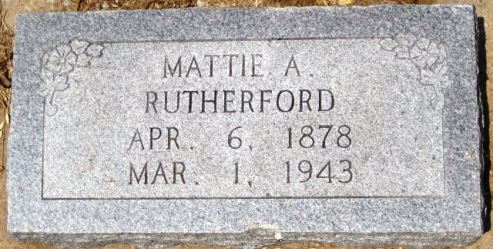 MATTIE A.
RUTHERFORD
APR. 6, 1878
MAR. 1, 1943